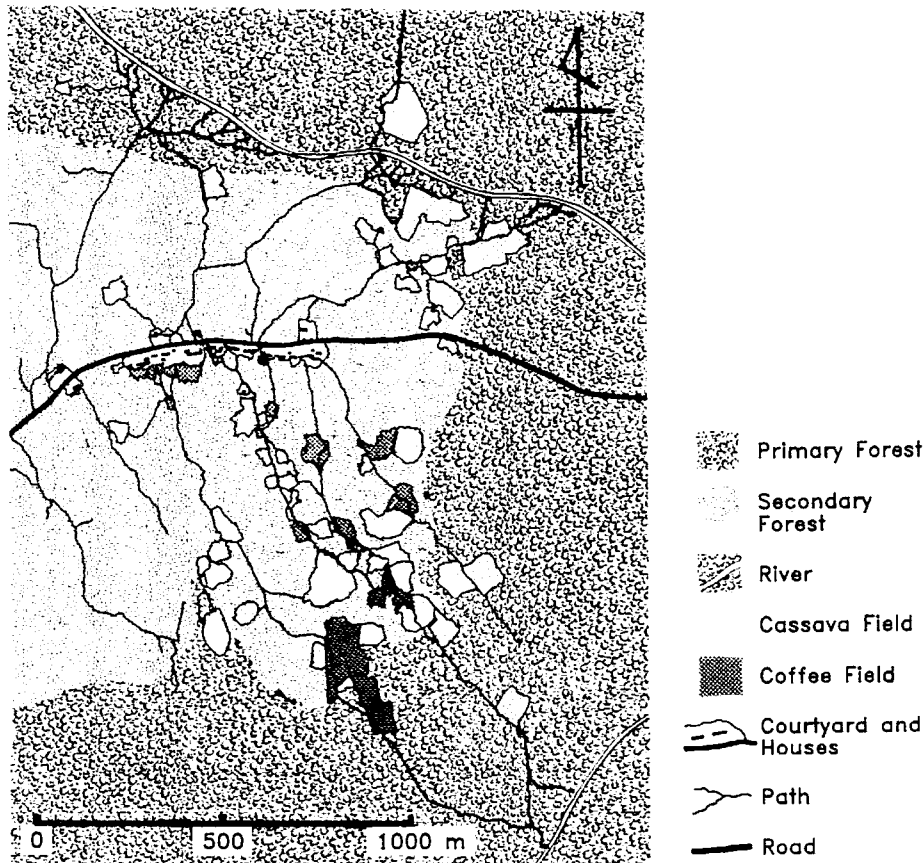 Primary Forest
Secondary
Forest
River
Cassava Field
Coffee Field
Courtyard and
Houses
Path
Road
0 500 1000 m